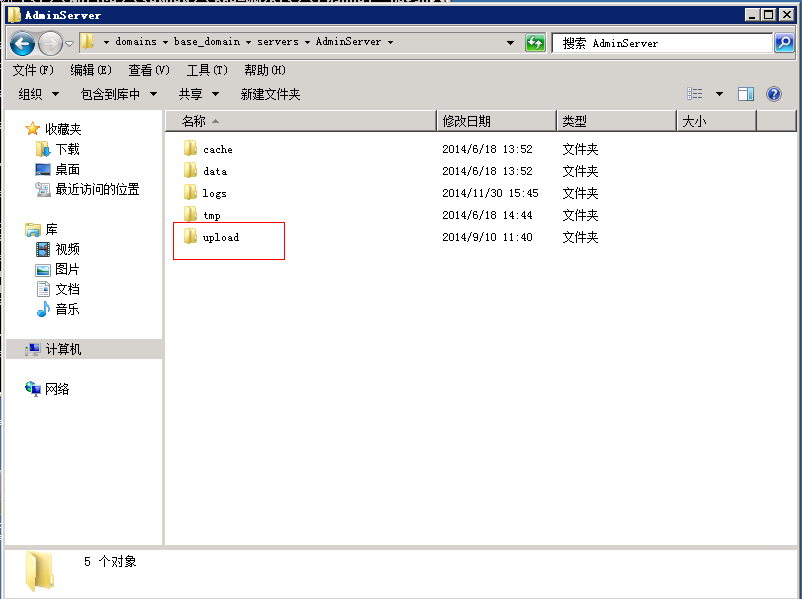 AdminServer
domains base_domain servers AdminServer
搜索 AdminServer
文件(F) 编辑(E) 查看(V) 工具(T) 帮助(H)
组织 包含到库中 共享 新建文件夹
收藏夹
下载
桌面
最近访问的位置
库
视频
图片
文档
音乐
计算机
网络
名称 修改日期 类型 大小
cache 2014/6/18 13:52 文件夹
data 2014/6/18 13:52 文件夹
logs 2014/11/30 15:45 文件夹
tmp 2014/6/18 14:44 文件夹
upload 2014/9/10 11:40 文件夹
5 个对象